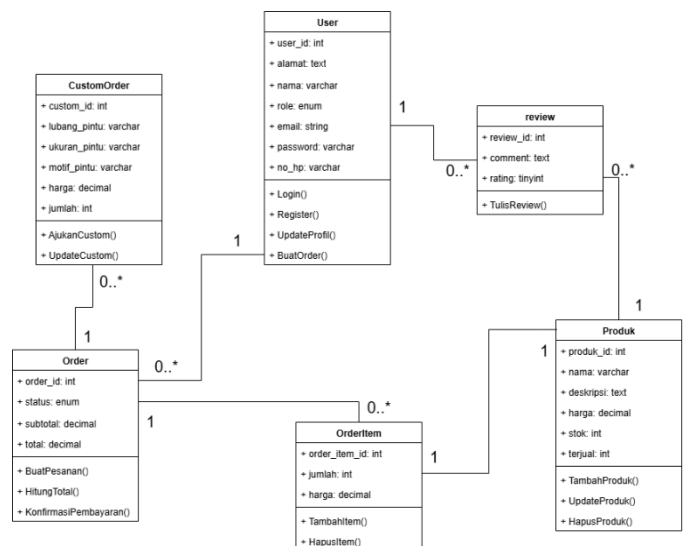 User
+ user_id: int
+ alamat: text
+ nama: varchar
+ role: enum
+ email: string
+ password: varchar
+ no_hp: varchar
+ Login()
+ Register()
+ UpdateProfil()
+ BuatOrder()
CustomOrder
+ custom_id: int
+ lubang_pintu: varchar
+ ukuran_pintu: varchar
+ motif_pintu: varchar
+ harga: decimal
+ jumlah: int
+ AjukanCustom()
+ UpdateCustom()
review
+ review_id: int
+ comment: text
+ rating: tinyint
+ TulisReview()
1
0..*
0..*
1
0..*
1
0..*
1
Order
+ order_id: int
+ status: enum
+ subtotal: decimal
+ total: decimal
+ BuatPesanan()
+ HitungTotal()
+ KonfirmasiPembayaran()
1
0..*
OrderItem
+ order_item_id: int
+ jumlah: int
+ harga: decimal
+ TambahItem()
+ HapusItem()
1
1
Produk
+ produk_id: int
+ nama: varchar
+ deskripsi: text
+ harga: decimal
+ stok: int
+ terjual: int
+ TambahProduk()
+ UpdateProduk()
+ HapusProduk()